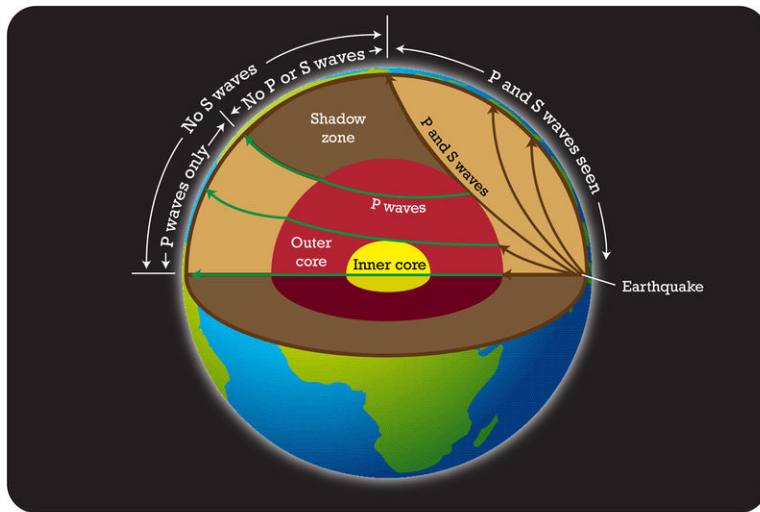 No S waves
No P or S waves
P waves only
P and S waves seen
Shadow
zone
P and S waves
P waves
Outer
core
Inner core
Earthquake